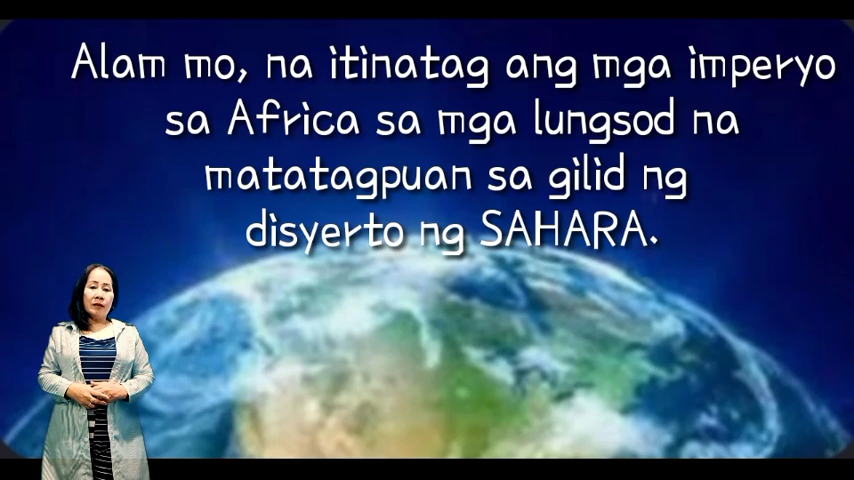 Alam mo, na itinatag ang mga imperyo
sa Africa sa mga lungsod na
matatagpuan sa gilid ng
disyerto ng SAHARA.